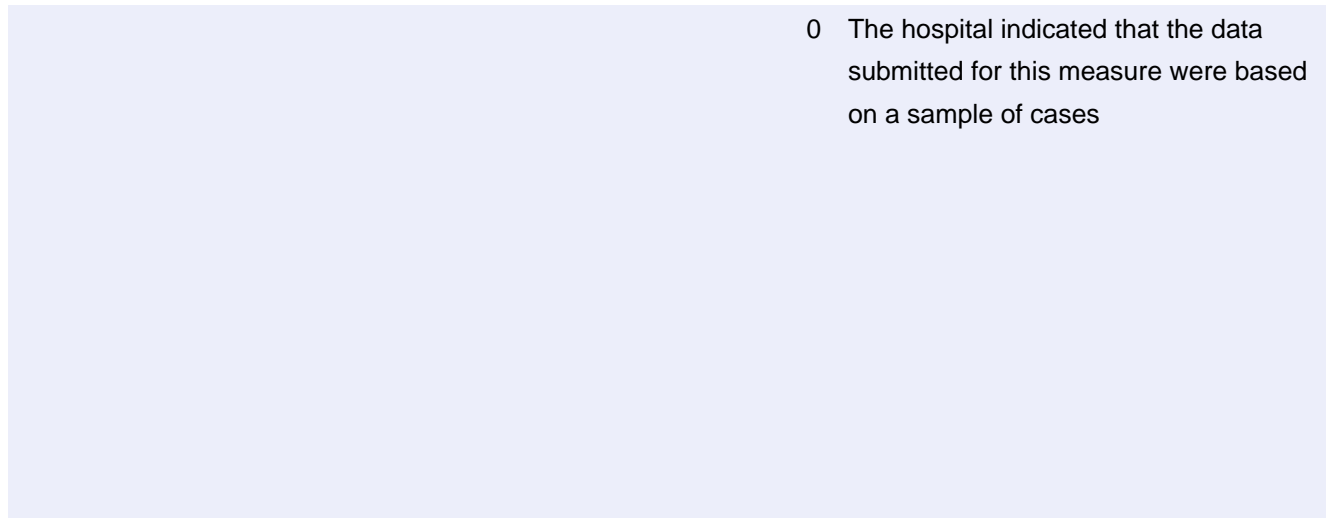 0 The hospital indicated that the data
submitted for this measure were based
on a sample of cases